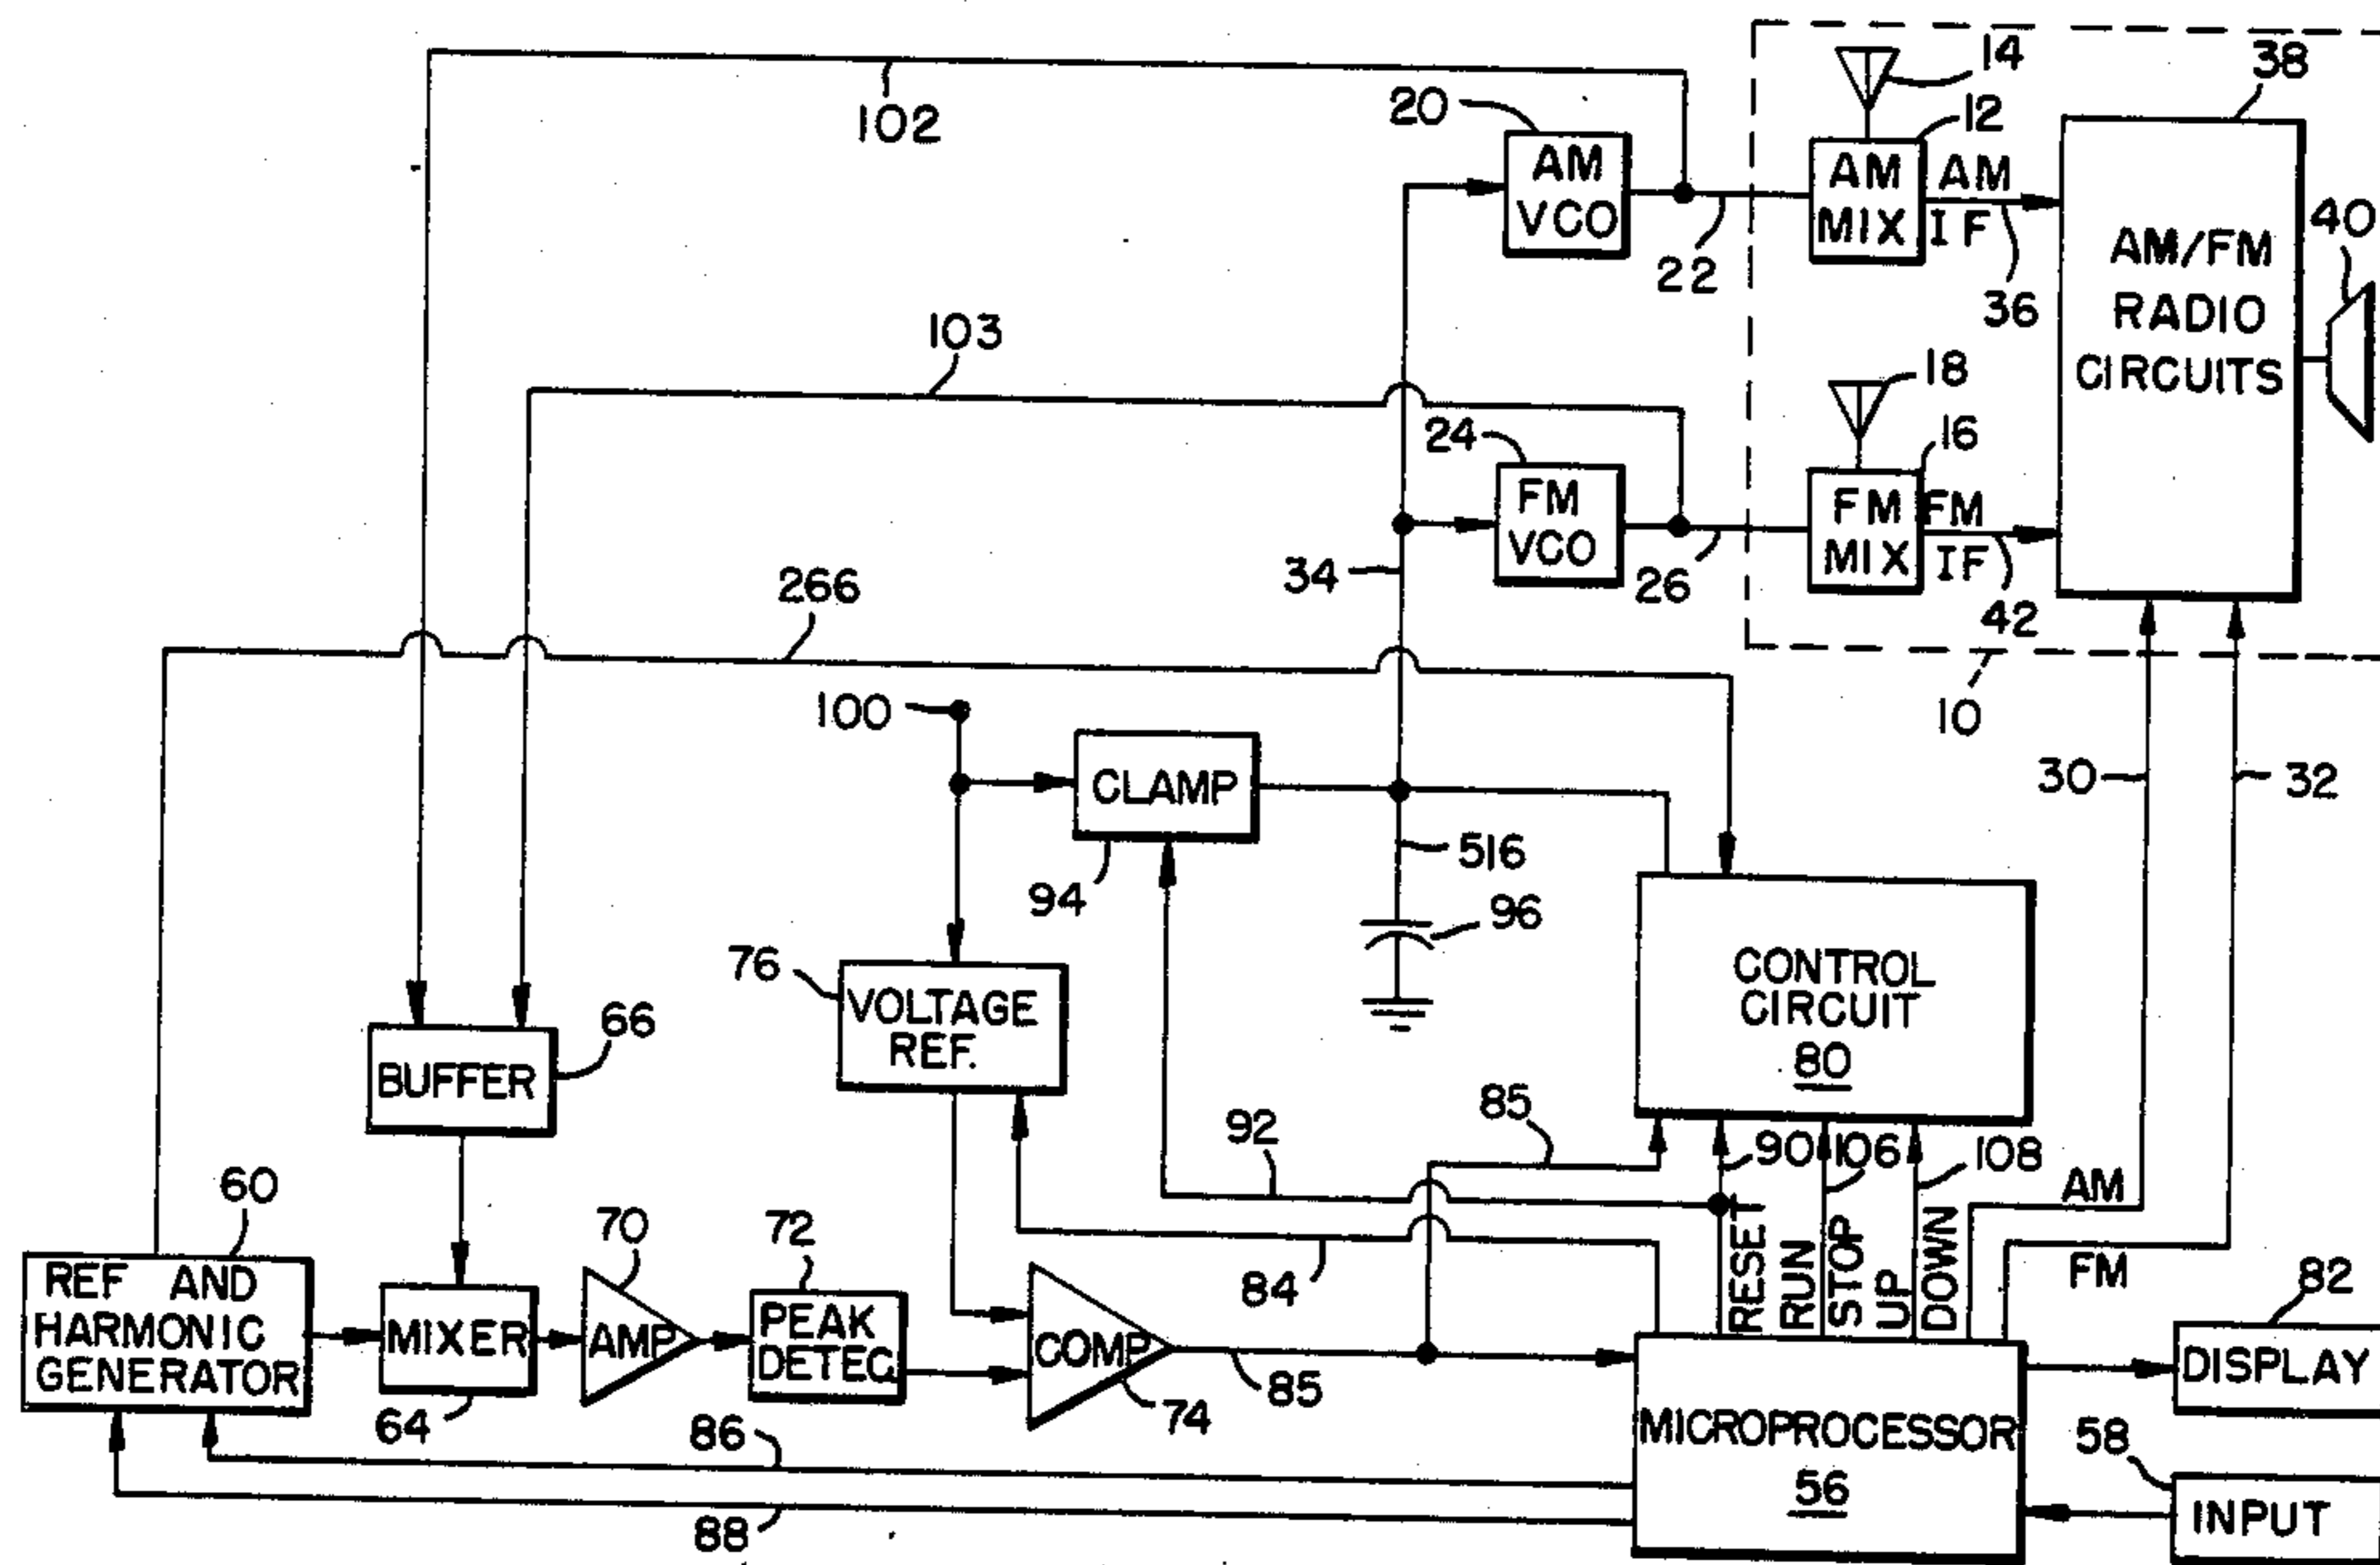 14
38
102
20
12
AM
VCO
AM
MIX
AM
IF
22
36
40
AM/FM
RADIO
CIRCUITS
103
18
24
16
FM
VCO
FM
MIX
FM
IF
34
26
42
266
10
100
30
32
CLAMP
94
516
96
76
VOLTAGE
REF.
CONTROL
CIRCUIT
80
66
BUFFER
85
92
90
106
108
60
70
72
84
RESET
RUN
STOP
UP
DOWN
AM
FM
82
REF AND
HARMONIC
GENERATOR
MIXER
64
AMP
PEAK
DETEC
COMP
74
85
DISPLAY
86
88
MICROPROCESSOR
56
58
INPUT